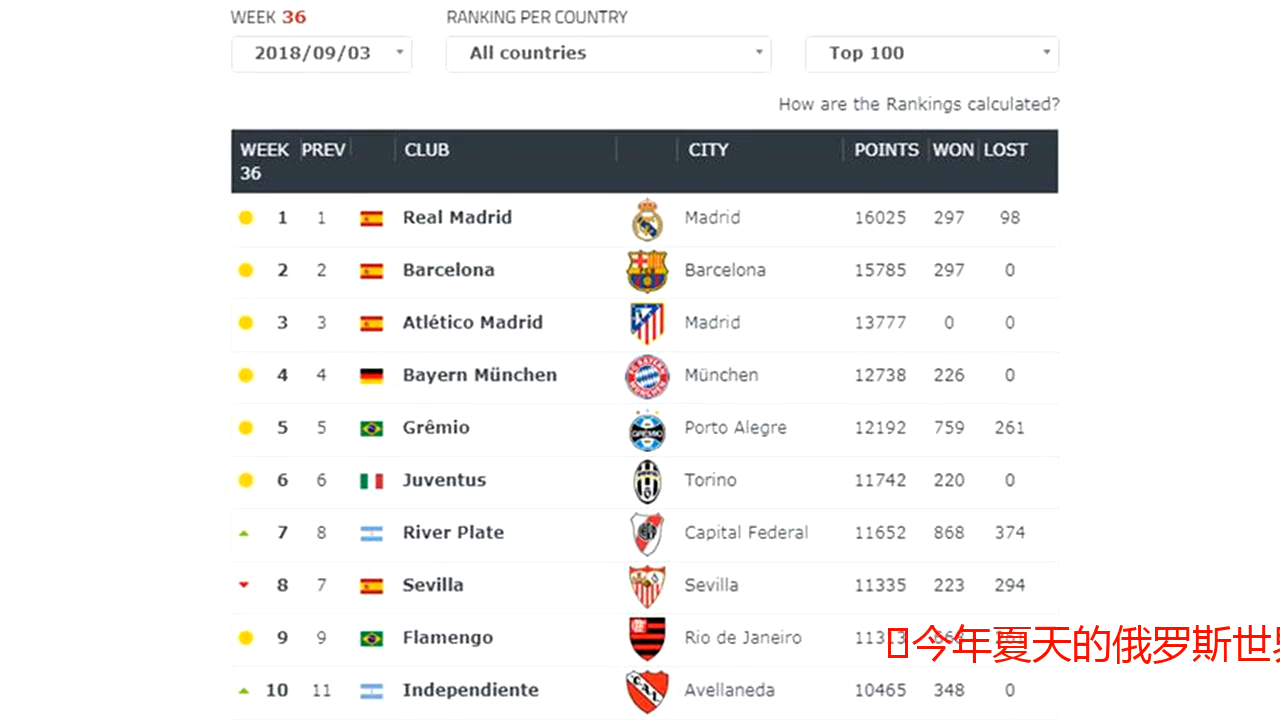 WEEK 36 RANKING PER COUNTRY
2018/09/03 All countries Top 100
How are the Rankings calculated?
WEEK 36 PREV CLUB CITY POINTS WON LOST
1 1 Real Madrid Madrid 16025 297 98
2 2 Barcelona Barcelona 15785 297 0
3 3 Atlético Madrid Madrid 13777 0 0
4 4 Bayern München München 12738 226 0
5 5 Grêmio Porto Alegre 12192 759 261
6 6 Juventus Torino 11742 220 0
7 8 River Plate Capital Federal 11652 868 374
8 7 Sevilla Sevilla 11335 223 294
9 9 Flamengo Rio de Janeiro 11313
今年夏天的俄罗斯世界
10 11 Independiente Avellaneda 10465 348 0